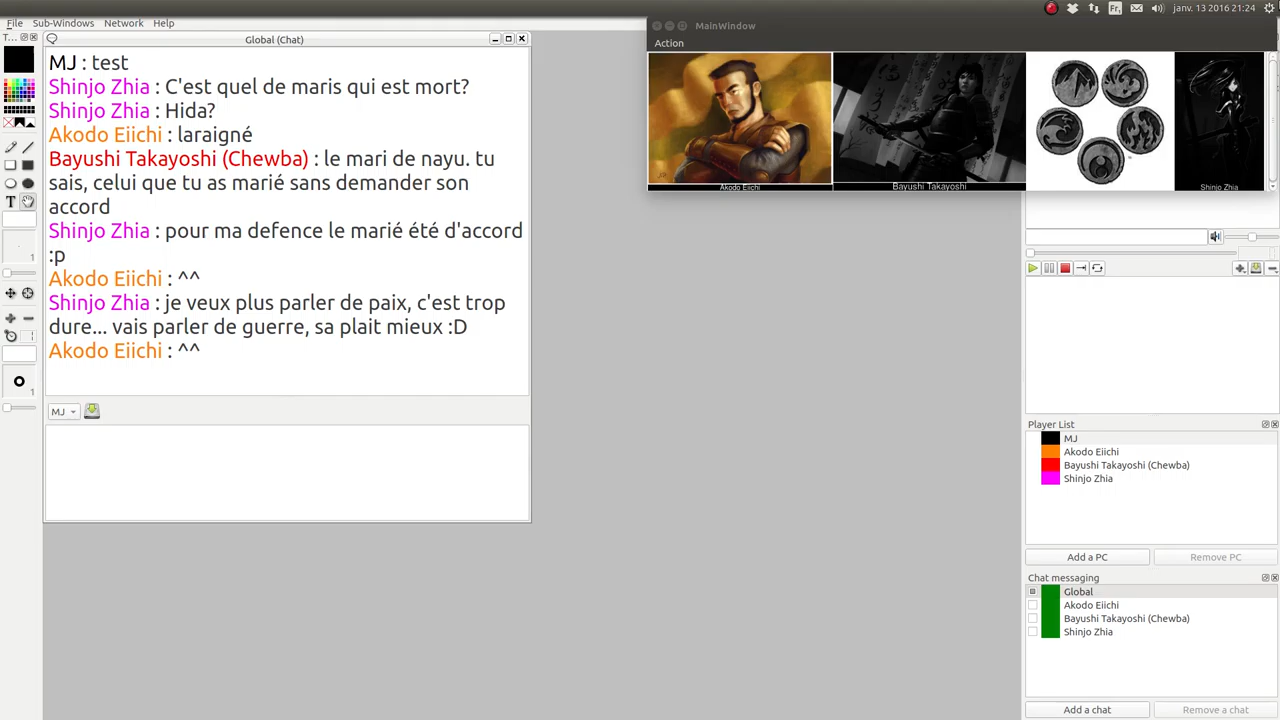 Fr
janv. 13 2016 21:24
File Sub-Windows Network Help
MainWindow
Action
T...
Global (Chat)
MJ : test
Shinjo Zhia : C'est quel de maris qui est mort?
Shinjo Zhia : Hida?
Akodo Eiichi : laraigné
Bayushi Takayoshi (Chewba) : le mari de nayu. tu
sais, celui que tu as marié sans demander son
accord
Shinjo Zhia : pour ma defence le marié été d'accord
:p
Akodo Eiichi : ^^
Shinjo Zhia : je veux plus parler de paix, c'est trop
dure... vais parler de guerre, sa plait mieux :D
Akodo Eiichi : ^^
MJ
T
1
1
Akodo Eiichi
Bayushi Takayoshi
Shinjo Zhia
Player List
MJ
Akodo Eiichi
Bayushi Takayoshi (Chewba)
Shinjo Zhia
Add a PC
Remove PC
Chat messaging
Global
Akodo Eiichi
Bayushi Takayoshi (Chewba)
Shinjo Zhia
Add a chat
Remove a chat